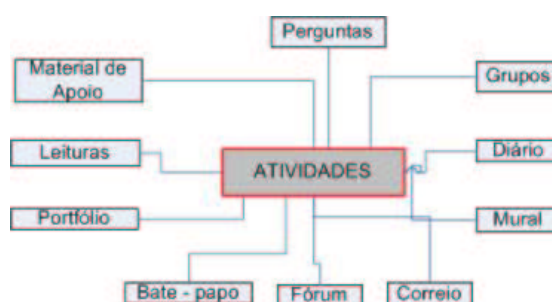 Perguntas
Material de
Apoio
Grupos
Leituras
ATIVIDADES
Diário
Portfólio
Mural
Bate - papo
Fórum
Correio